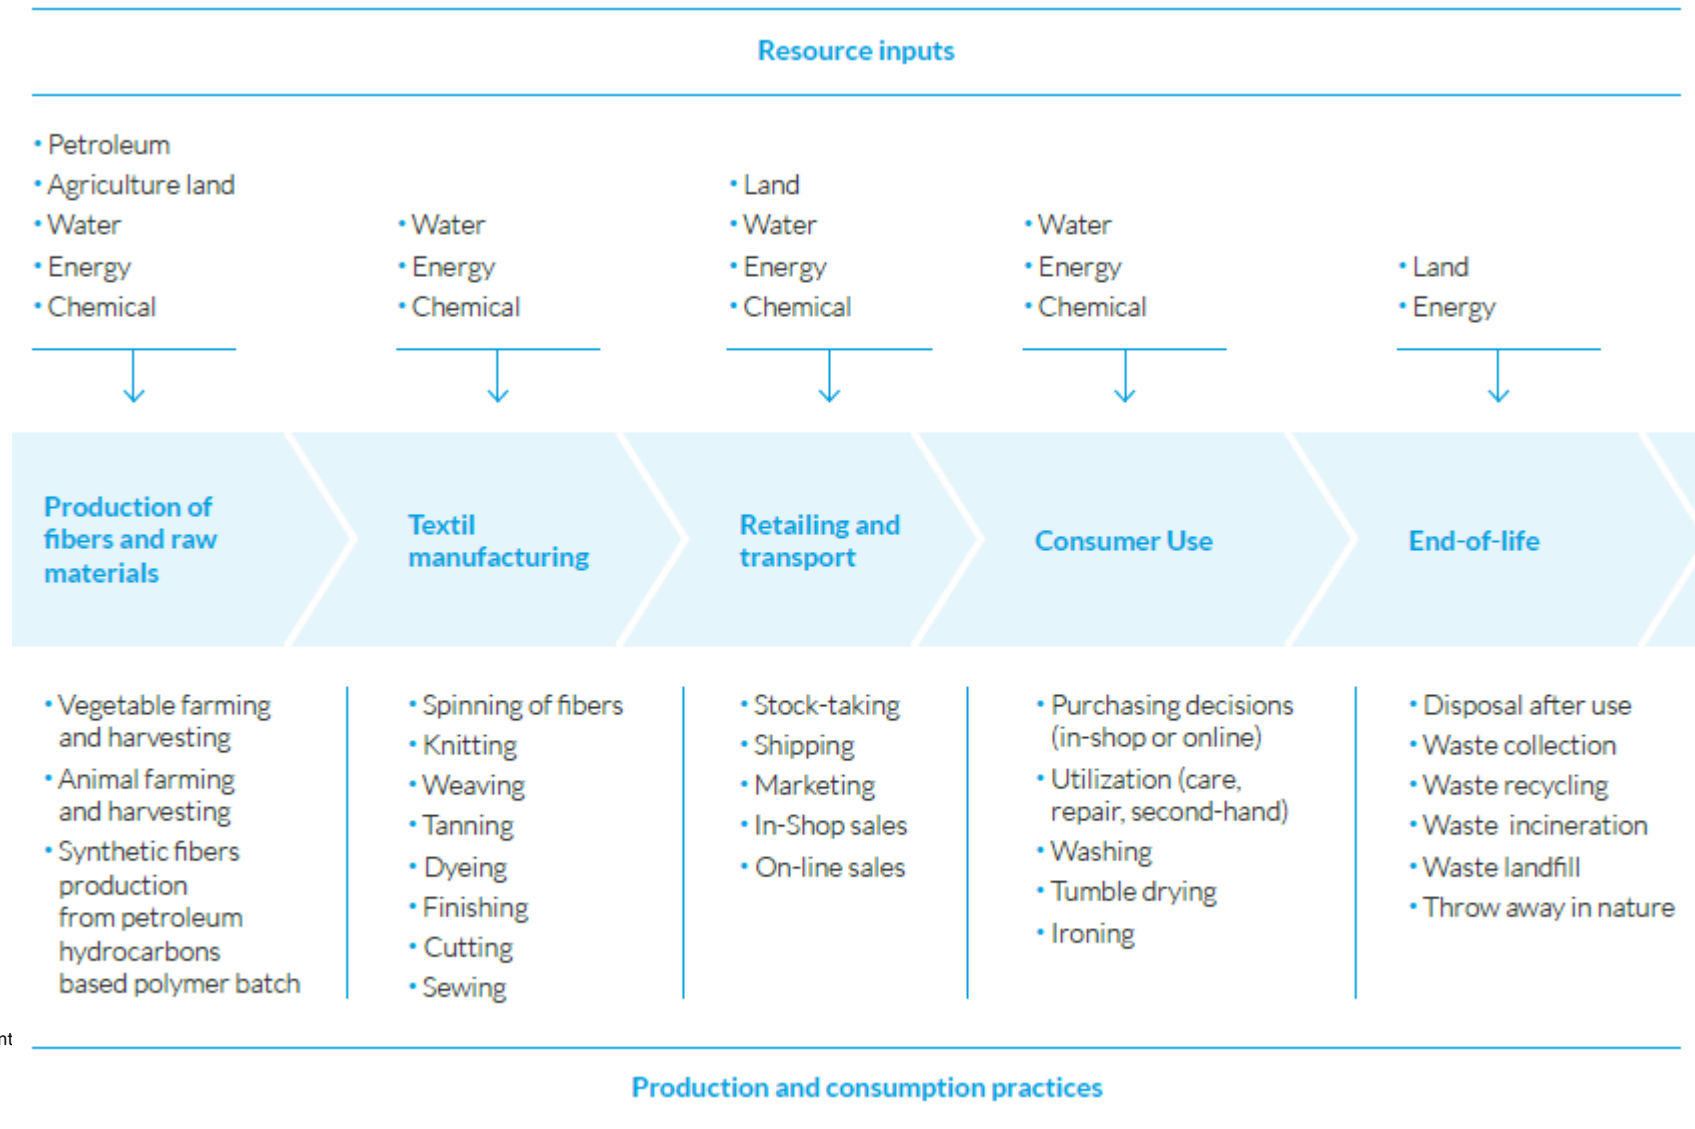 Resource inputs
• Petroleum
• Agriculture land
• Water
• Energy
• Chemical
• Water
• Energy
• Chemical
• Land
• Water
• Energy
• Chemical
• Water
• Energy
• Chemical
• Land
• Energy
Production of
fibers and raw
materials
Textil
manufacturing
Retailing and
transport
Consumer Use
End-of-life
• Vegetable farming
and harvesting
• Animal farming
and harvesting
• Synthetic fibers
production
from petroleum
hydrocarbons
based polymer batch
• Spinning of fibers
• Knitting
• Weaving
• Tanning
• Dyeing
• Finishing
• Cutting
• Sewing
• Stock-taking
• Shipping
• Marketing
• In-Shop sales
• On-line sales
• Purchasing decisions
(in-shop or online)
• Utilization (care,
repair, second-hand)
• Washing
• Tumble drying
• Ironing
• Disposal after use
• Waste collection
• Waste recycling
• Waste incineration
• Waste landfill
• Throw away in nature
nt
Production and consumption practices